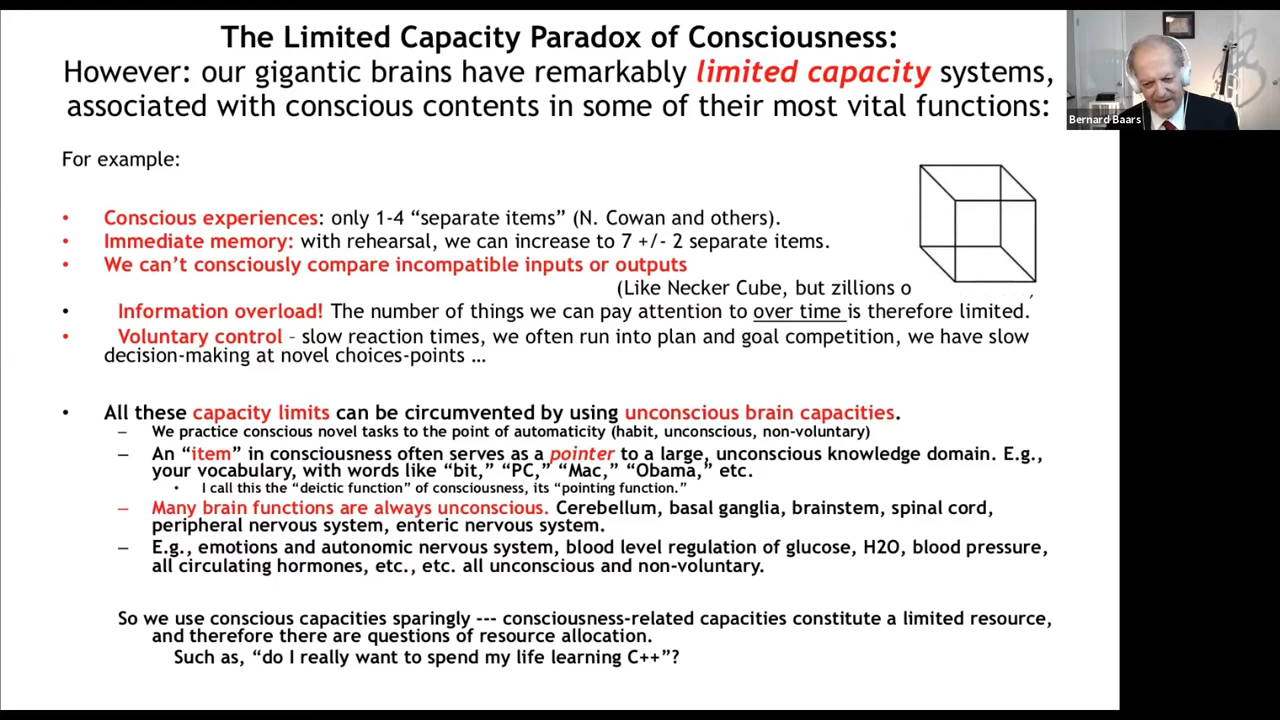 The Limited Capacity Paradox of Consciousness:
However: our gigantic brains have remarkably limited capacity systems,
associated with conscious contents in some of their most vital functions:
Bernard Baars
For example:
• Conscious experiences: only 1-4 “separate items” (N. Cowan and others).
• Immediate memory: with rehearsal, we can increase to 7 +/- 2 separate items.
• We can’t consciously compare incompatible inputs or outputs
(Like Necker Cube, but zillions o
• Information overload! The number of things we can pay attention to over time is therefore limited.
• Voluntary control – slow reaction times, we often run into plan and goal competition, we have slow
decision-making at novel choices-points …
• All these capacity limits can be circumvented by using unconscious brain capacities.
– We practice conscious novel tasks to the point of automaticity (habit, unconscious, non-voluntary)
– An “item” in consciousness often serves as a pointer to a large, unconscious knowledge domain. E.g.,
your vocabulary, with words like “bit,” “PC,” “Mac,” “Obama,” etc.
• I call this the “deictic function” of consciousness, its “pointing function.”
– Many brain functions are always unconscious. Cerebellum, basal ganglia, brainstem, spinal cord,
peripheral nervous system, enteric nervous system.
– E.g., emotions and autonomic nervous system, blood level regulation of glucose, H2O, blood pressure,
all circulating hormones, etc., etc. all unconscious and non-voluntary.
So we use conscious capacities sparingly --- consciousness-related capacities constitute a limited resource,
and therefore there are questions of resource allocation.
Such as, “do I really want to spend my life learning C++”?